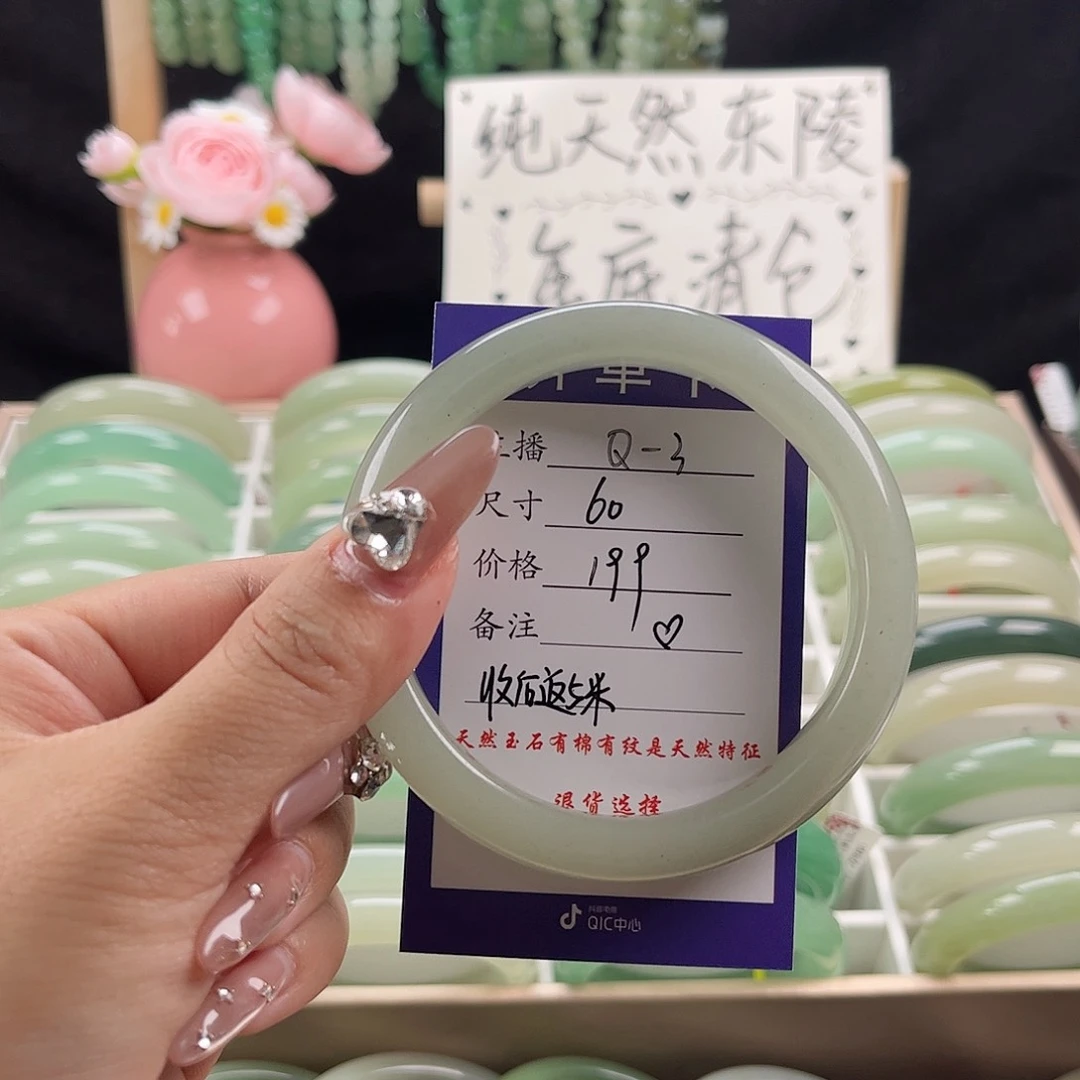 纯天然东陵
年底清仓
主播 Q-3
尺寸 60
价格 199
备注 ♡
收后返5米
天然玉石有棉有纹是天然特征
退货选择
抖音电商
QIC中心